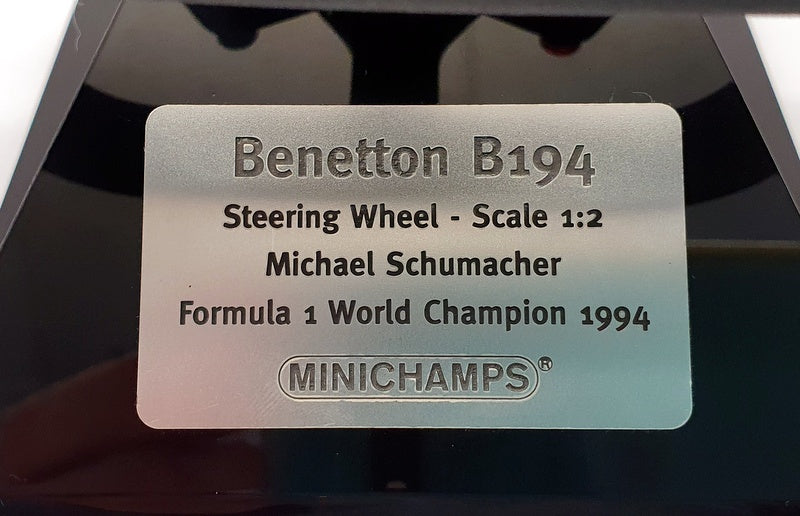 Benetton B194
Steering Wheel - Scale 1:2
Michael Schumacher
Formula 1 World Champion 1994
MINICHAMPS®